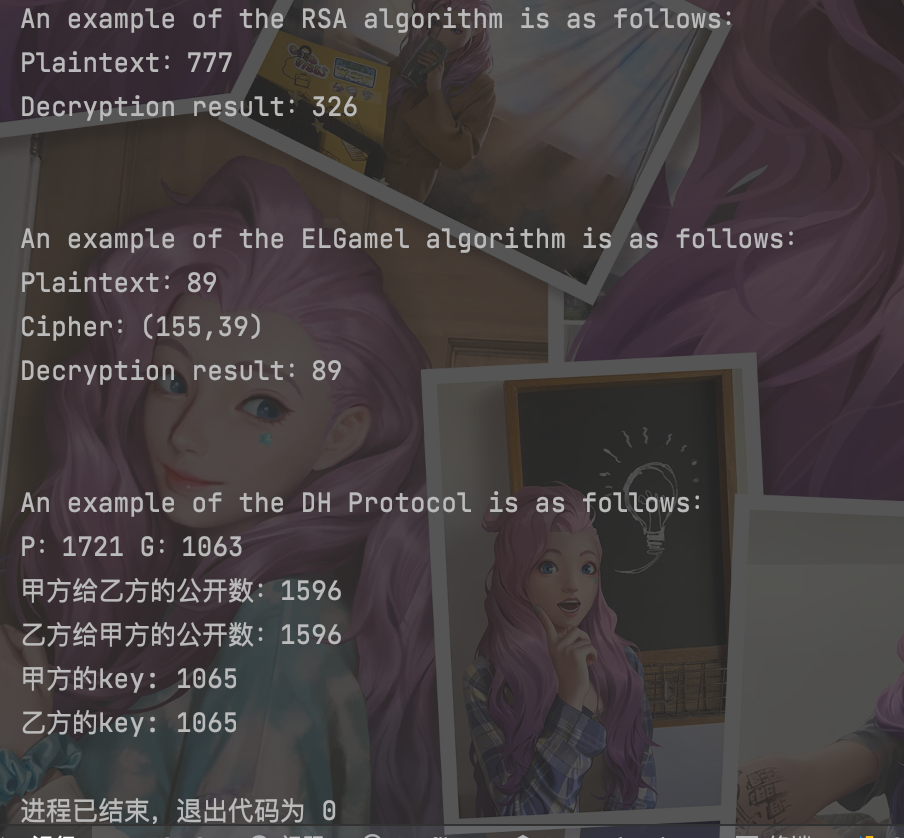 An example of the RSA algorithm is as follows:
Plaintext: 777
Decryption result: 326
An example of the ELGamel algorithm is as follows:
Plaintext: 89
Cipher: (155,39)
Decryption result: 89
An example of the DH Protocol is as follows:
P: 1721 G: 1063
甲方给乙方的公开数: 1596
乙方给甲方的公开数: 1596
甲方的key: 1065
乙方的key: 1065
进程已结束, 退出代码为 0